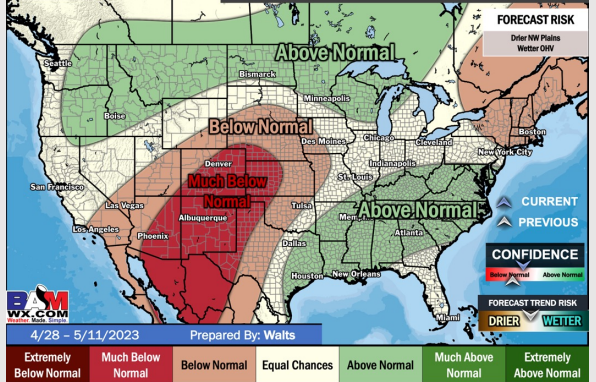 FORECAST RISK
Drier NW Plains
Wetter OHV
Above Normal
Seattle
Bismarck
Minneapolis
Boise
Below Normal
Des Moines
Chicago
Cleveland
Boston
New York City
Denver
Indianapolis
Much Below
Normal
St. Louis
San Francisco
Las Vegas
Albuquerque
Tulsa
Above Normal
Los Angeles
Phoenix
Atlanta
Dallas
Houston
New Orleans
Miami
CURRENT
PREVIOUS
CONFIDENCE
Below Normal
Above Normal
FORECAST TREND RISK
DRIER
WETTER
BAM
WX.COM
Weather. Made. Simple.
4/28 – 5/11/2023
Prepared By: Walts
Extremely
Below Normal
Much Below
Normal
Below Normal
Equal Chances
Above Normal
Much Above
Normal
Extremely
Above Normal